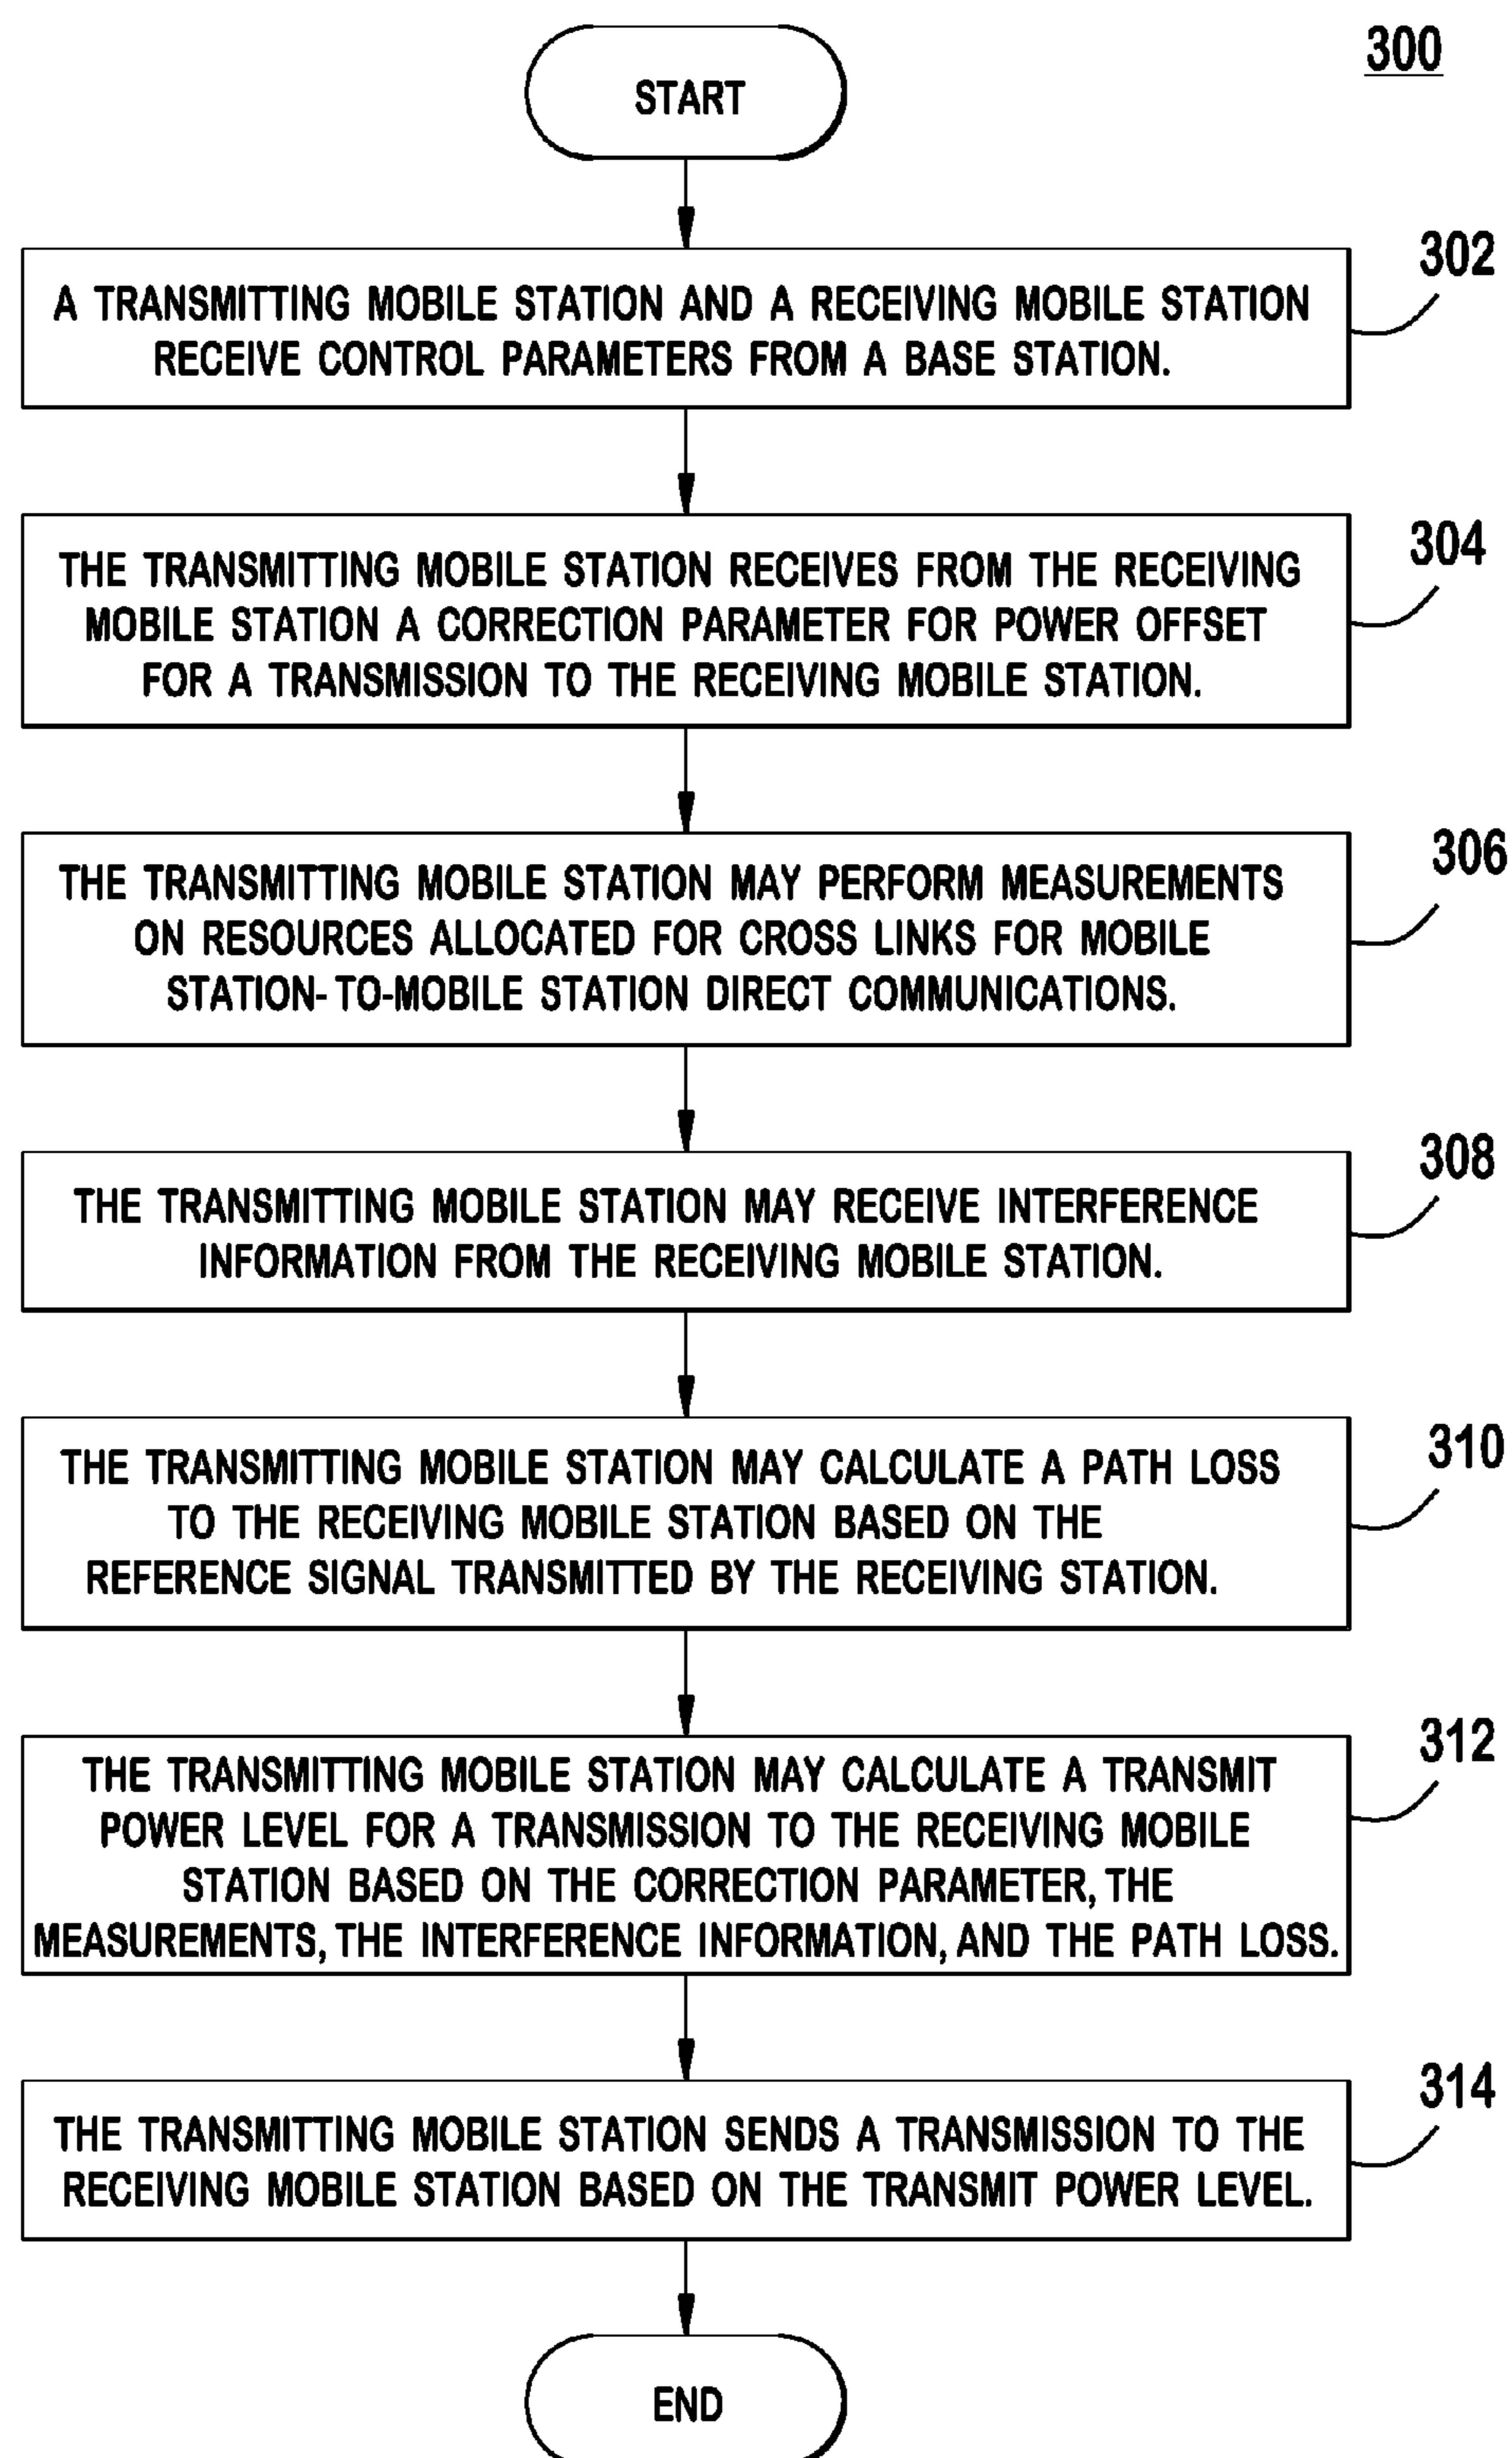 300
START
302
A TRANSMITTING MOBILE STATION AND A RECEIVING MOBILE STATION
RECEIVE CONTROL PARAMETERS FROM A BASE STATION.
304
THE TRANSMITTING MOBILE STATION RECEIVES FROM THE RECEIVING
MOBILE STATION A CORRECTION PARAMETER FOR POWER OFFSET
FOR A TRANSMISSION TO THE RECEIVING MOBILE STATION.
306
THE TRANSMITTING MOBILE STATION MAY PERFORM MEASUREMENTS
ON RESOURCES ALLOCATED FOR CROSS LINKS FOR MOBILE
STATION- TO-MOBILE STATION DIRECT COMMUNICATIONS.
308
THE TRANSMITTING MOBILE STATION MAY RECEIVE INTERFERENCE
INFORMATION FROM THE RECEIVING MOBILE STATION.
310
THE TRANSMITTING MOBILE STATION MAY CALCULATE A PATH LOSS
TO THE RECEIVING MOBILE STATION BASED ON THE
REFERENCE SIGNAL TRANSMITTED BY THE RECEIVING STATION.
312
THE TRANSMITTING MOBILE STATION MAY CALCULATE A TRANSMIT
POWER LEVEL FOR A TRANSMISSION TO THE RECEIVING MOBILE
STATION BASED ON THE CORRECTION PARAMETER, THE
MEASUREMENTS, THE INTERFERENCE INFORMATION, AND THE PATH LOSS.
314
THE TRANSMITTING MOBILE STATION SENDS A TRANSMISSION TO THE
RECEIVING MOBILE STATION BASED ON THE TRANSMIT POWER LEVEL.
END